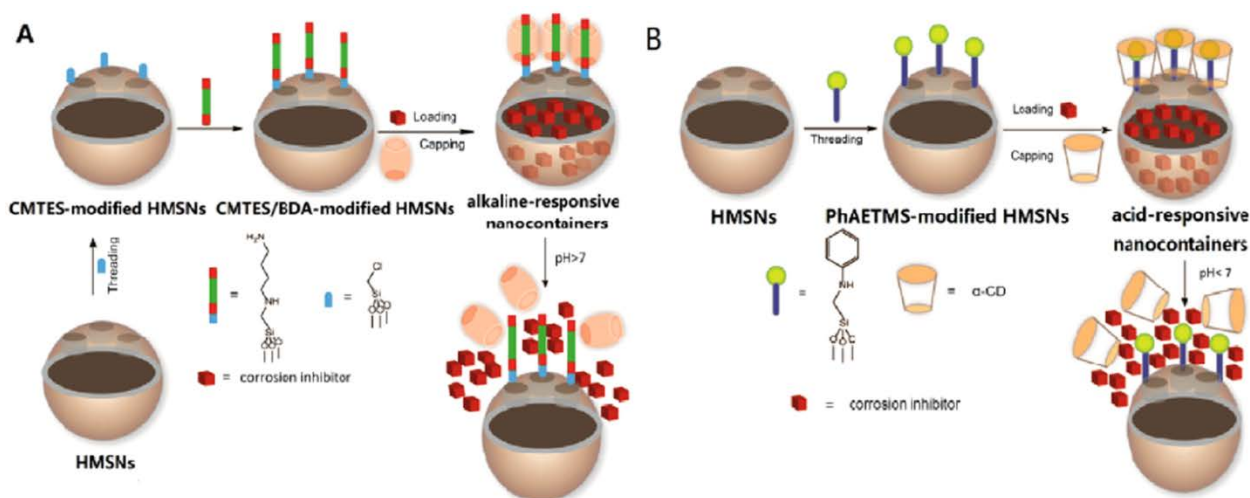 A
Loading
Capping
CMTES-modified HMSNs
CMTES/BDA-modified HMSNs
alkaline-responsive
nanocontainers
Threading
H₂N
NH
Si
O O O
≡
Cl
Si
O O O
=
pH>7
= corrosion inhibitor
HMSNs
B
Threading
Loading
Capping
HMSNs
PhAETMS-modified HMSNs
acid-responsive
nanocontainers
=
NH
Si
O O O
≡ α-CD
pH< 7
= corrosion inhibitor